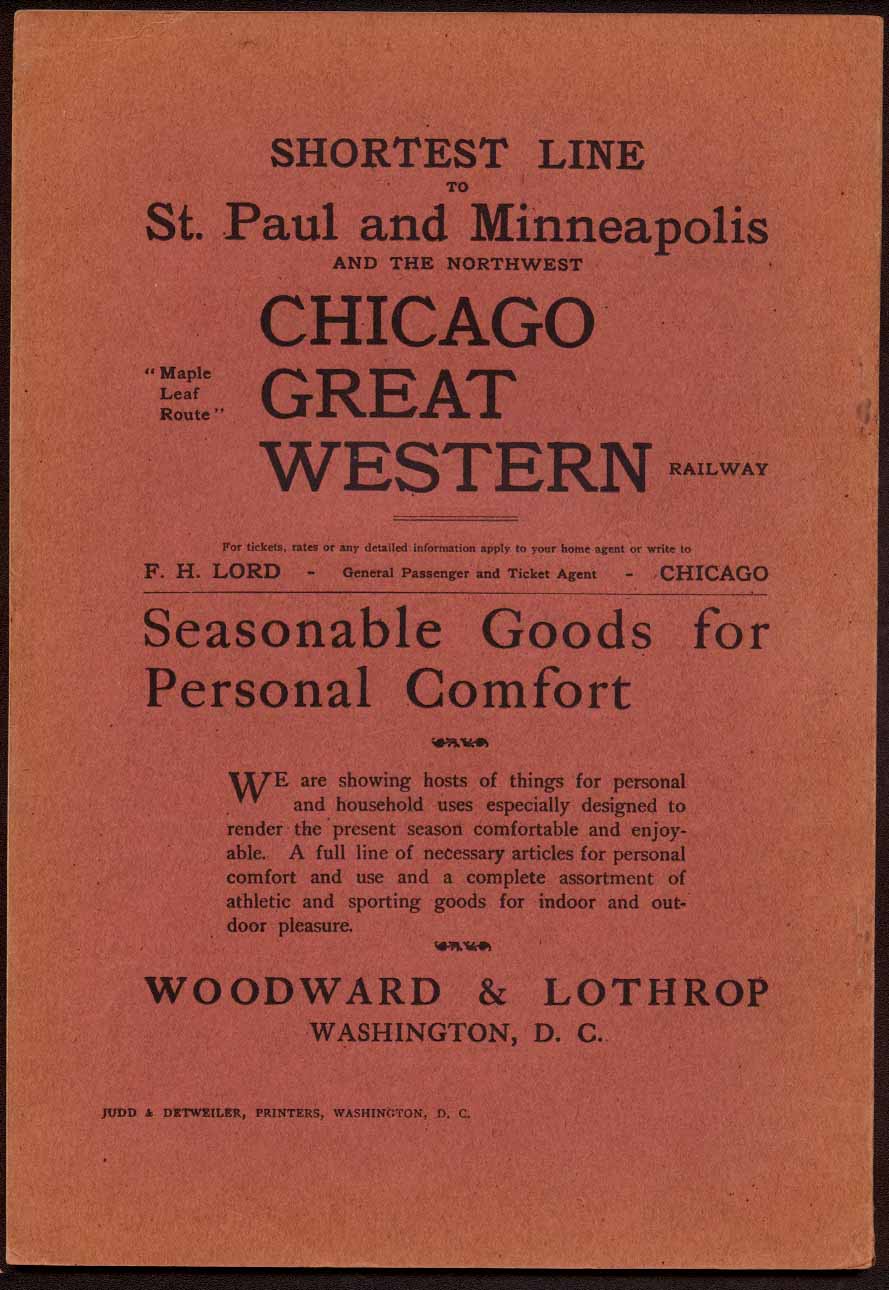 SHORTEST LINE
TO
St. Paul and Minneapolis
AND THE NORTHWEST
CHICAGO
"Maple
Leaf
Route"
GREAT
WESTERN RAILWAY
For tickets, rates or any detailed information apply to your home agent or write to
F. H. LORD - General Passenger and Ticket Agent - CHICAGO
Seasonable Goods for
Personal Comfort
WE are showing hosts of things for personal
and household uses especially designed to
render the present season comfortable and enjoy-
able. A full line of necessary articles for personal
comfort and use and a complete assortment of
athletic and sporting goods for indoor and out-
door pleasure.
WOODWARD & LOTHROP
WASHINGTON, D. C.
JUDD & DETWEILER, PRINTERS, WASHINGTON, D. C.